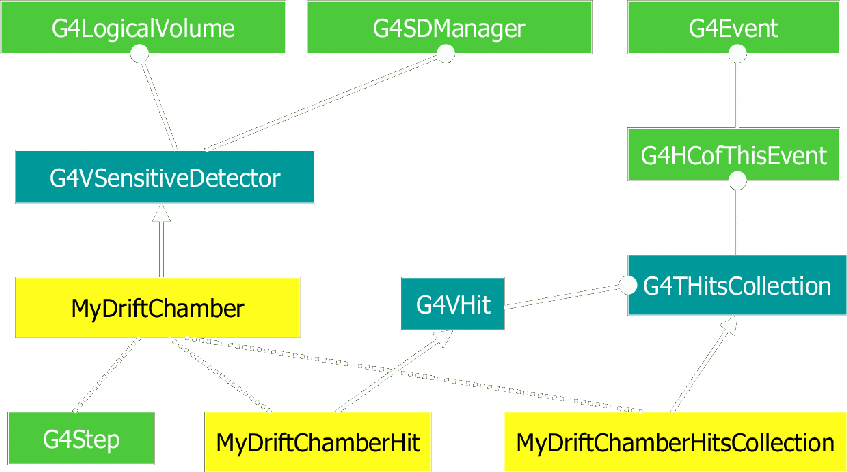 G4LogicalVolume
G4SDManager
G4Event
G4HCofThisEvent
G4VSensitiveDetector
MyDriftChamber
G4VHit
G4THitsCollection
G4Step
MyDriftChamberHit
MyDriftChamberHitsCollection